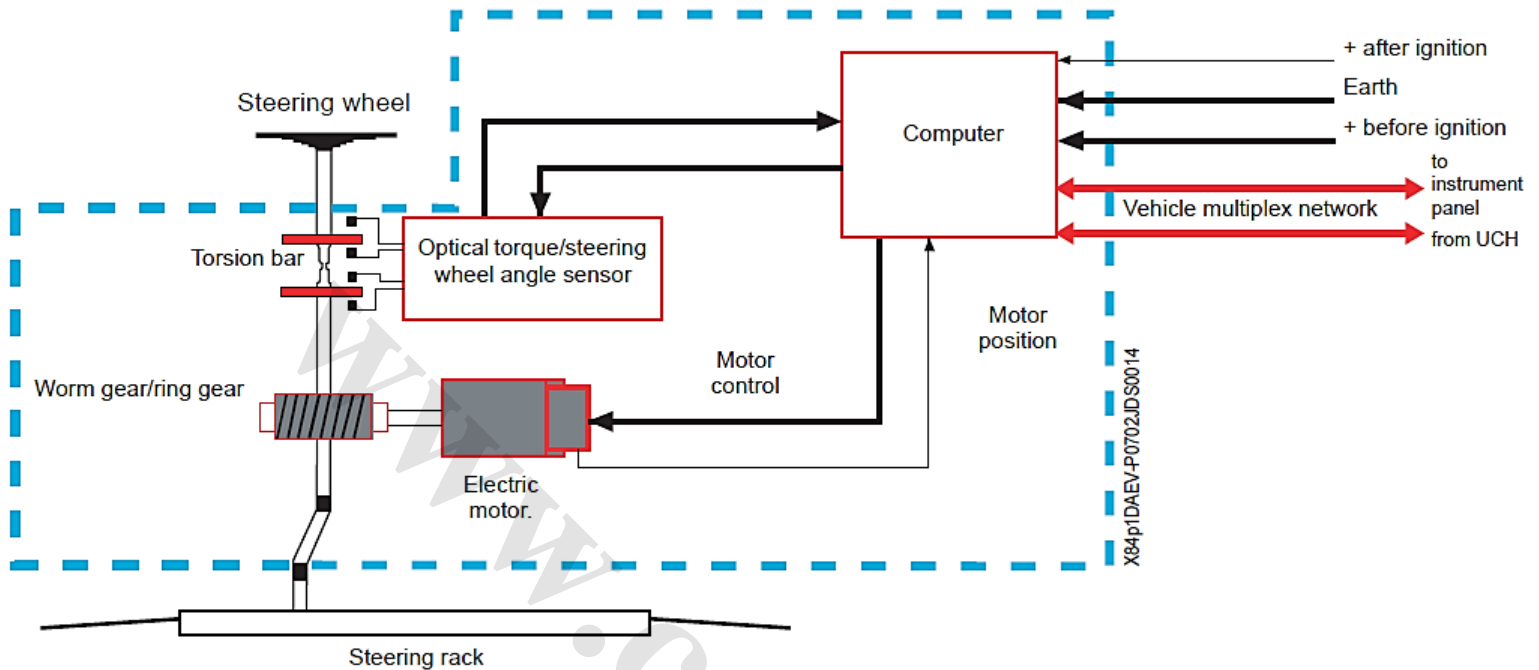 Steering wheel
Torsion bar
Optical torque/steering
wheel angle sensor
Computer
+ after ignition
Earth
+ before ignition
to
instrument
panel
Vehicle multiplex network
from UCH
Worm gear/ring gear
Motor
control
Motor
position
Electric
motor.
Steering rack
X84p1DAEV-P0702JDS0014
www.c